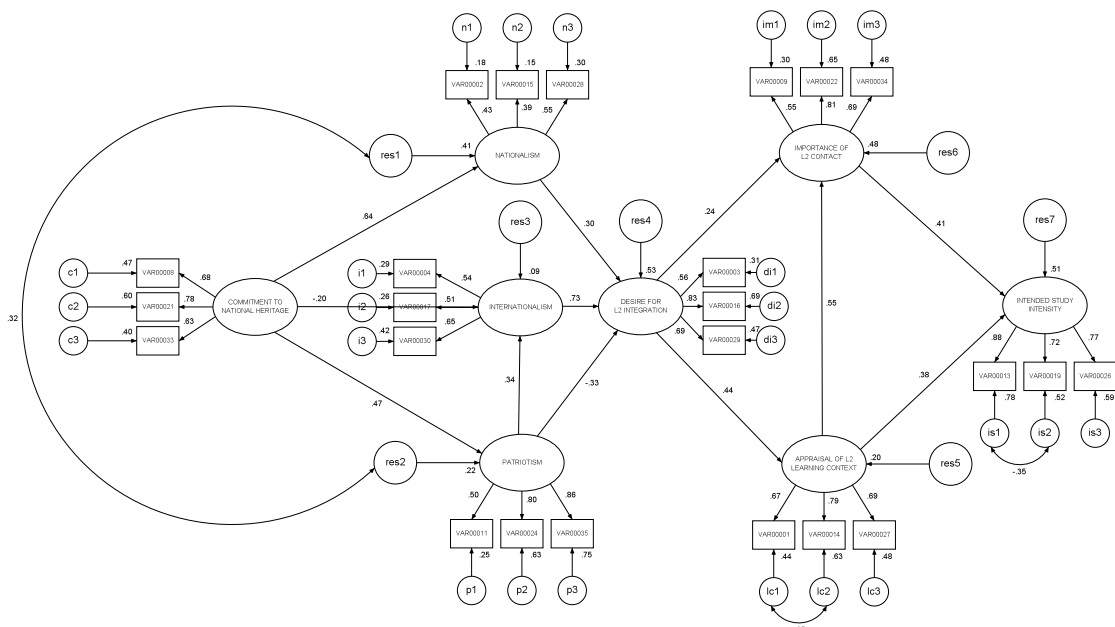 n1
n2
n3
im1
im2
im3
.18
.15
.30
.30
.65
.48
VAR00002
VAR00015
VAR00028
VAR00009
VAR00022
VAR00034
.43
.39
.55
.55
.81
.69
res1
.41
NATIONALISM
IMPORTANCE OF
L2 CONTACT
.48
res6
.64
.30
.24
.41
res3
res4
res7
.09
.53
.51
c1
.47
VAR00008
.68
c2
.60
VAR00021
.78
c3
.40
VAR00033
.63
COMMITMENT TO
NATIONAL HERITAGE
-.20
i1
.29
VAR00004
.54
i2
.26
VAR00017
.51
i3
.42
VAR00030
.65
INTERNATIONALISM
.73
DESIRE FOR
L2 INTEGRATION
.56
VAR00003
.31
di1
.83
VAR00016
.69
di2
.69
VAR00029
.47
di3
INTENDED STUDY
INTENSITY
.32
.55
.88
.72
.77
VAR00013
VAR00019
VAR00026
.78
.52
.59
is1
is2
is3
-.35
.34
-.33
.47
.44
.38
res2
.22
PATRIOTISM
APPRAISAL OF L2
LEARNING CONTEXT
.20
res5
.50
.80
.86
.67
.79
.69
VAR00011
VAR00024
VAR00035
VAR00001
VAR00014
VAR00027
.25
.63
.75
.44
.63
.48
p1
p2
p3
lc1
lc2
lc3